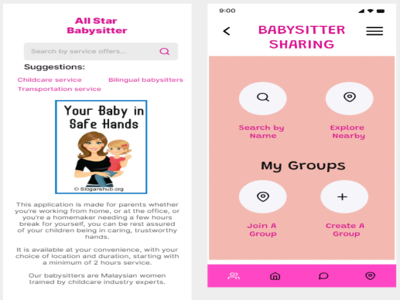 All Star
Babysitter
Search by service offers...
Suggestions:
Childcare service
Bilingual babysitters
Transportation service
Your Baby in
Safe Hands
© Sloganshub.org
This application is made for parents whether
you're working from home, or at the office, or
you're a homemaker needing a few hours
break for yourself, you can be rest assured
of our children being in caring, trustworthy
hands.
It is available at your convenience, with your
choice of location and duration, starting with
a minimum of 2 hours service.
Our babysitters are Malaysian women
trained by childcare industry experts.
9:00
BABYSITTER
SHARING
Search by
Name
Explore
Nearby
My Groups
Join A
Group
Create A
Group